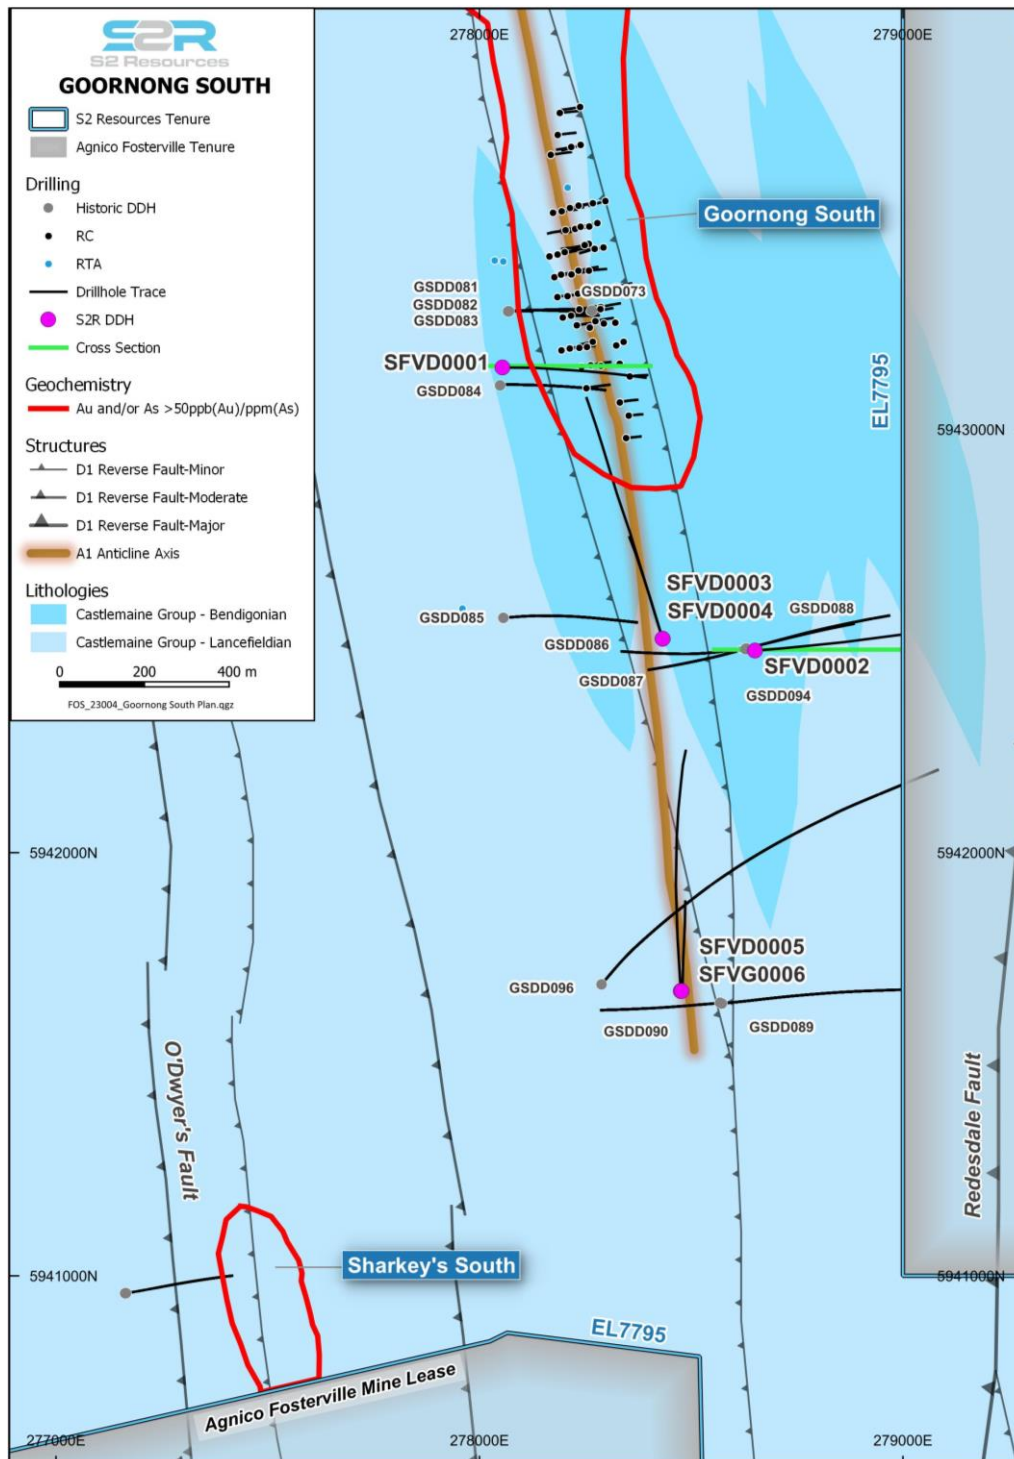 S2R
S2 Resources
GOORNONG SOUTH
S2 Resources Tenure
Agnico Fosterville Tenure
Drilling
Historic DDH
RC
RTA
Drillhole Trace
S2R DDH
Cross Section
Geochemistry
Au and/or As >50ppb(Au)/ppm(As)
Structures
D1 Reverse Fault-Minor
D1 Reverse Fault-Moderate
D1 Reverse Fault-Major
A1 Anticline Axis
Lithologies
Castlemaine Group - Bendigonian
Castlemaine Group - Lancefieldian
0 200 400 m
FOS_23004_Goornong South Plan.qgz
278000E
279000E
Goornong South
GSDD081
GSDD082
GSDD083
GSDD073
SFVD0001
GSDD084
EL7795
5943000N
SFVD0003
SFVD0004
GSDD088
GSDD085
GSDD086
SFVD0002
GSDD087
GSDD094
5942000N
5942000N
SFVD0005
SFVG0006
GSDD096
GSDD090
GSDD089
O'Dwyer's Fault
Redesdale Fault
Sharkey's South
5941000N
5941000N
EL7795
Agnico Fosterville Mine Lease
277000E
278000E
279000E